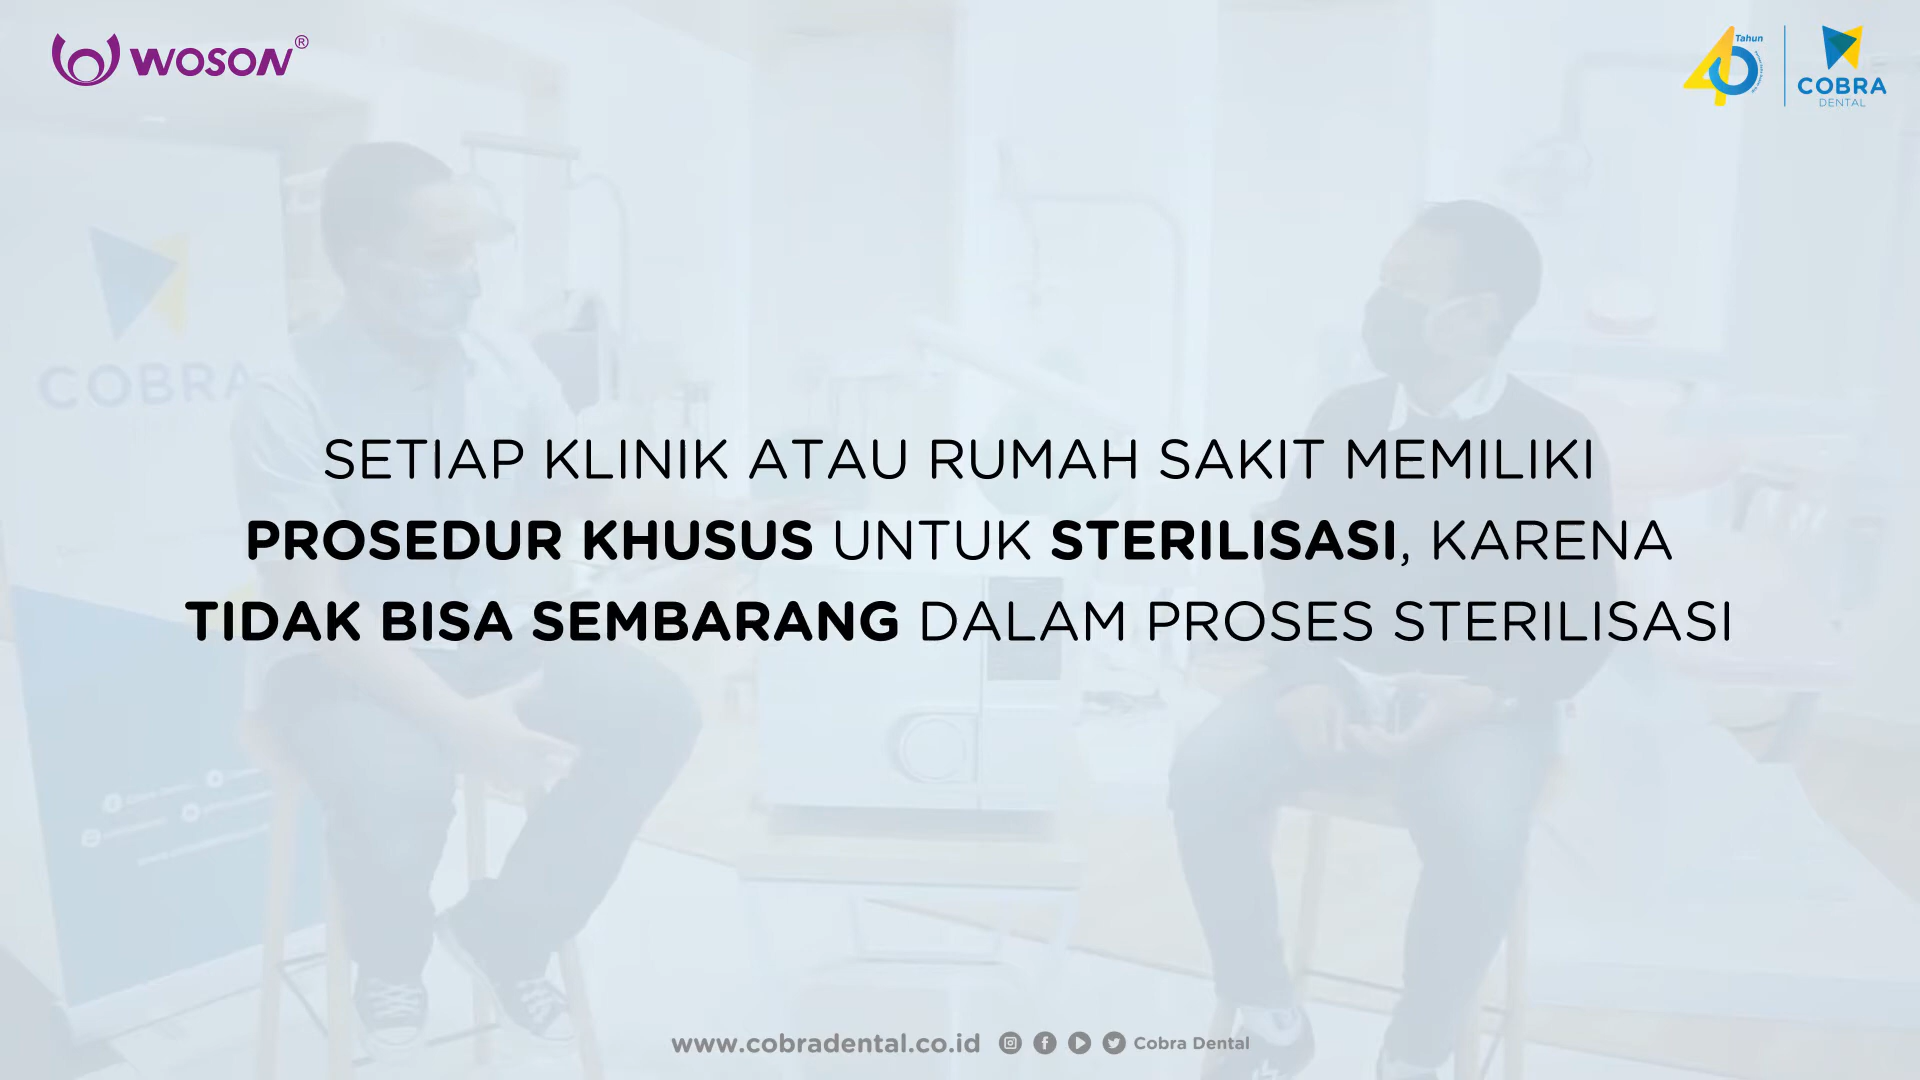 WOSON®
40 Tahun
COBRA
DENTAL
COBRA
SETIAP KLINIK ATAU RUMAH SAKIT MEMILIKI
PROSEDUR KHUSUS UNTUK STERILISASI, KARENA
TIDAK BISA SEMBARANG DALAM PROSES STERILISASI
www.cobradental.co.id Cobra Dental